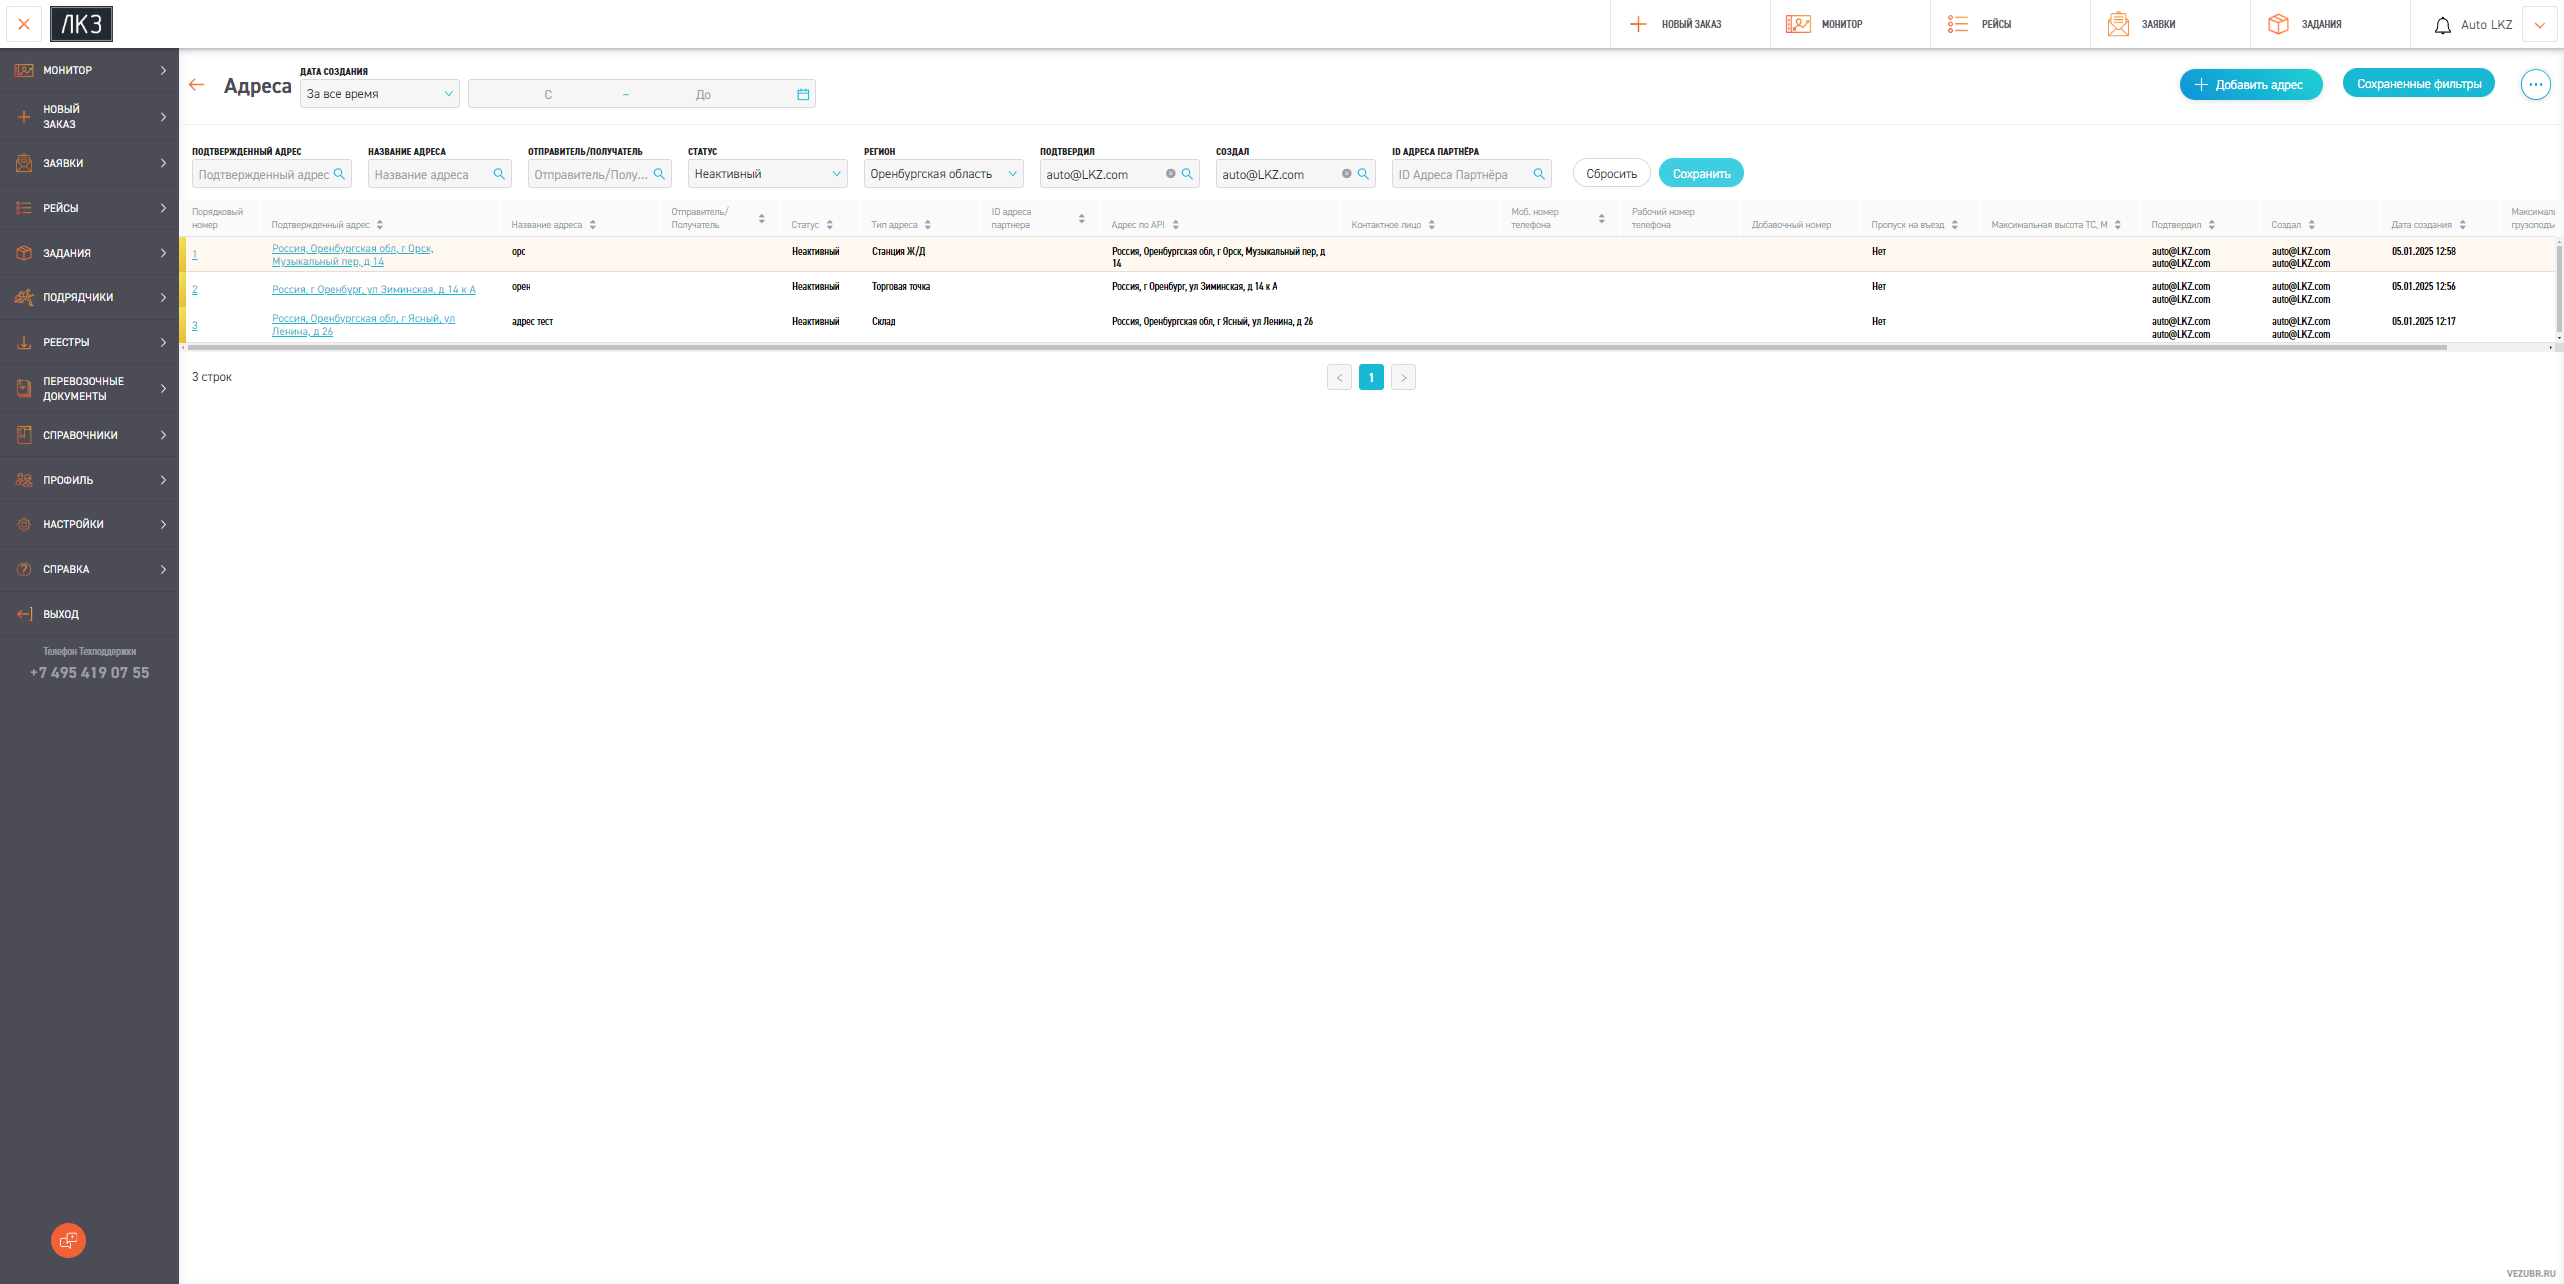 ЛКЗ
НОВЫЙ ЗАКАЗ
МОНИТОР
РЕЙСЫ
ЗАЯВКИ
ЗАДАНИЯ
Auto LKZ
МОНИТОР
НОВЫЙ
ЗАКАЗ
ЗАЯВКИ
РЕЙСЫ
ЗАДАНИЯ
ПОДРЯДЧИКИ
РЕЕСТРЫ
ПЕРЕВОЗОЧНЫЕ
ДОКУМЕНТЫ
СПРАВОЧНИКИ
ПРОФИЛЬ
НАСТРОЙКИ
СПРАВКА
ВЫХОД
Телефон Техподдержки
+7 495 419 07 55
Адреса
ДАТА СОЗДАНИЯ
За все время
С ~ До
Добавить адрес
Сохраненные фильтры
ПОДТВЕРЖДЕННЫЙ АДРЕС
Подтвержденный адрес
НАЗВАНИЕ АДРЕСА
Название адреса
ОТПРАВИТЕЛЬ/ПОЛУЧАТЕЛЬ
Отправитель/Полу...
СТАТУС
Неактивный
РЕГИОН
Оренбургская область
ПОДТВЕРДИЛ
auto@LKZ.com
СОЗДАЛ
auto@LKZ.com
ID АДРЕСА ПАРТНЁРА
ID Адреса Партнёра
Сбросить
Сохранить
Порядковый
номер
Подтвержденный адрес
Название адреса
Отправитель/
Получатель
Статус
Тип адреса
ID адреса
партнера
Адрес по API
Контактное лицо
Моб. номер
телефона
Рабочий номер
телефона
Добавочный номер
Пропуск на въезд
Максимальная высота ТС, М
Подтвердил
Создал
Дата создания
Максималь
грузоподъе
1
Россия, Оренбургская обл, г Орск,
Музыкальный пер, д 14
орс
Неактивный
Станция Ж/Д
Россия, Оренбургская обл, г Орск, Музыкальный пер, д
14
Нет
auto@LKZ.com
auto@LKZ.com
auto@LKZ.com
auto@LKZ.com
05.01.2025 12:58
2
Россия, г Оренбург, ул Зиминская, д 14 к А
орен
Неактивный
Торговая точка
Россия, г Оренбург, ул Зиминская, д 14 к А
Нет
auto@LKZ.com
auto@LKZ.com
auto@LKZ.com
auto@LKZ.com
05.01.2025 12:56
3
Россия, Оренбургская обл, г Ясный, ул
Ленина, д 26
адрес тест
Неактивный
Склад
Россия, Оренбургская обл, г Ясный, ул Ленина, д 26
Нет
auto@LKZ.com
auto@LKZ.com
auto@LKZ.com
auto@LKZ.com
05.01.2025 12:17
3 строк
< 1 >
VEZUBR.RU